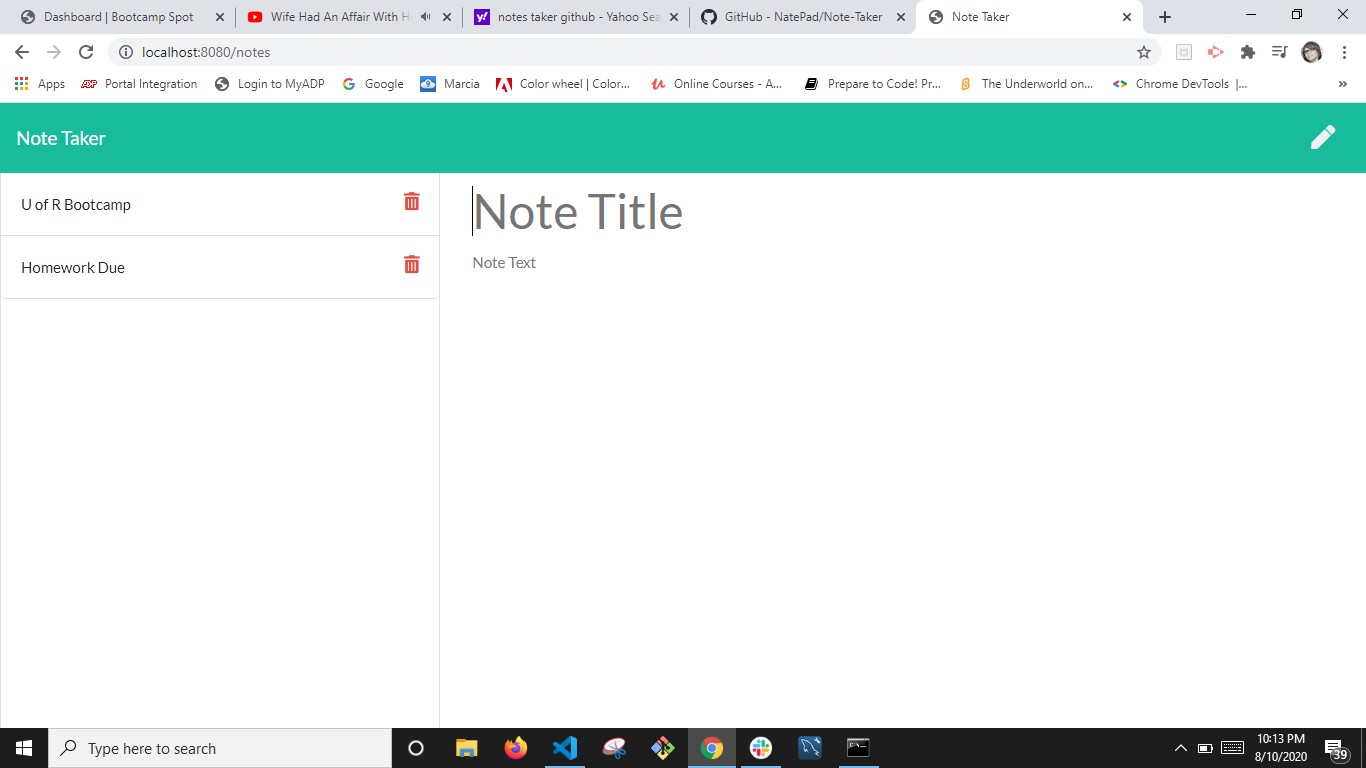 Dashboard | Bootcamp Spot
Wife Had An Affair With H
notes taker github - Yahoo Sea
GitHub - NatePad/Note-Taker
Note Taker
localhost:8080/notes
Apps
Portal Integration
Login to MyADP
Google
Marcia
Color wheel | Color...
Online Courses - A...
Prepare to Code! Pr...
The Underworld on...
Chrome DevTools |...
»
Note Taker
U of R Bootcamp
Homework Due
Note Title
Note Text
Type here to search
10:13 PM
8/10/2020
39